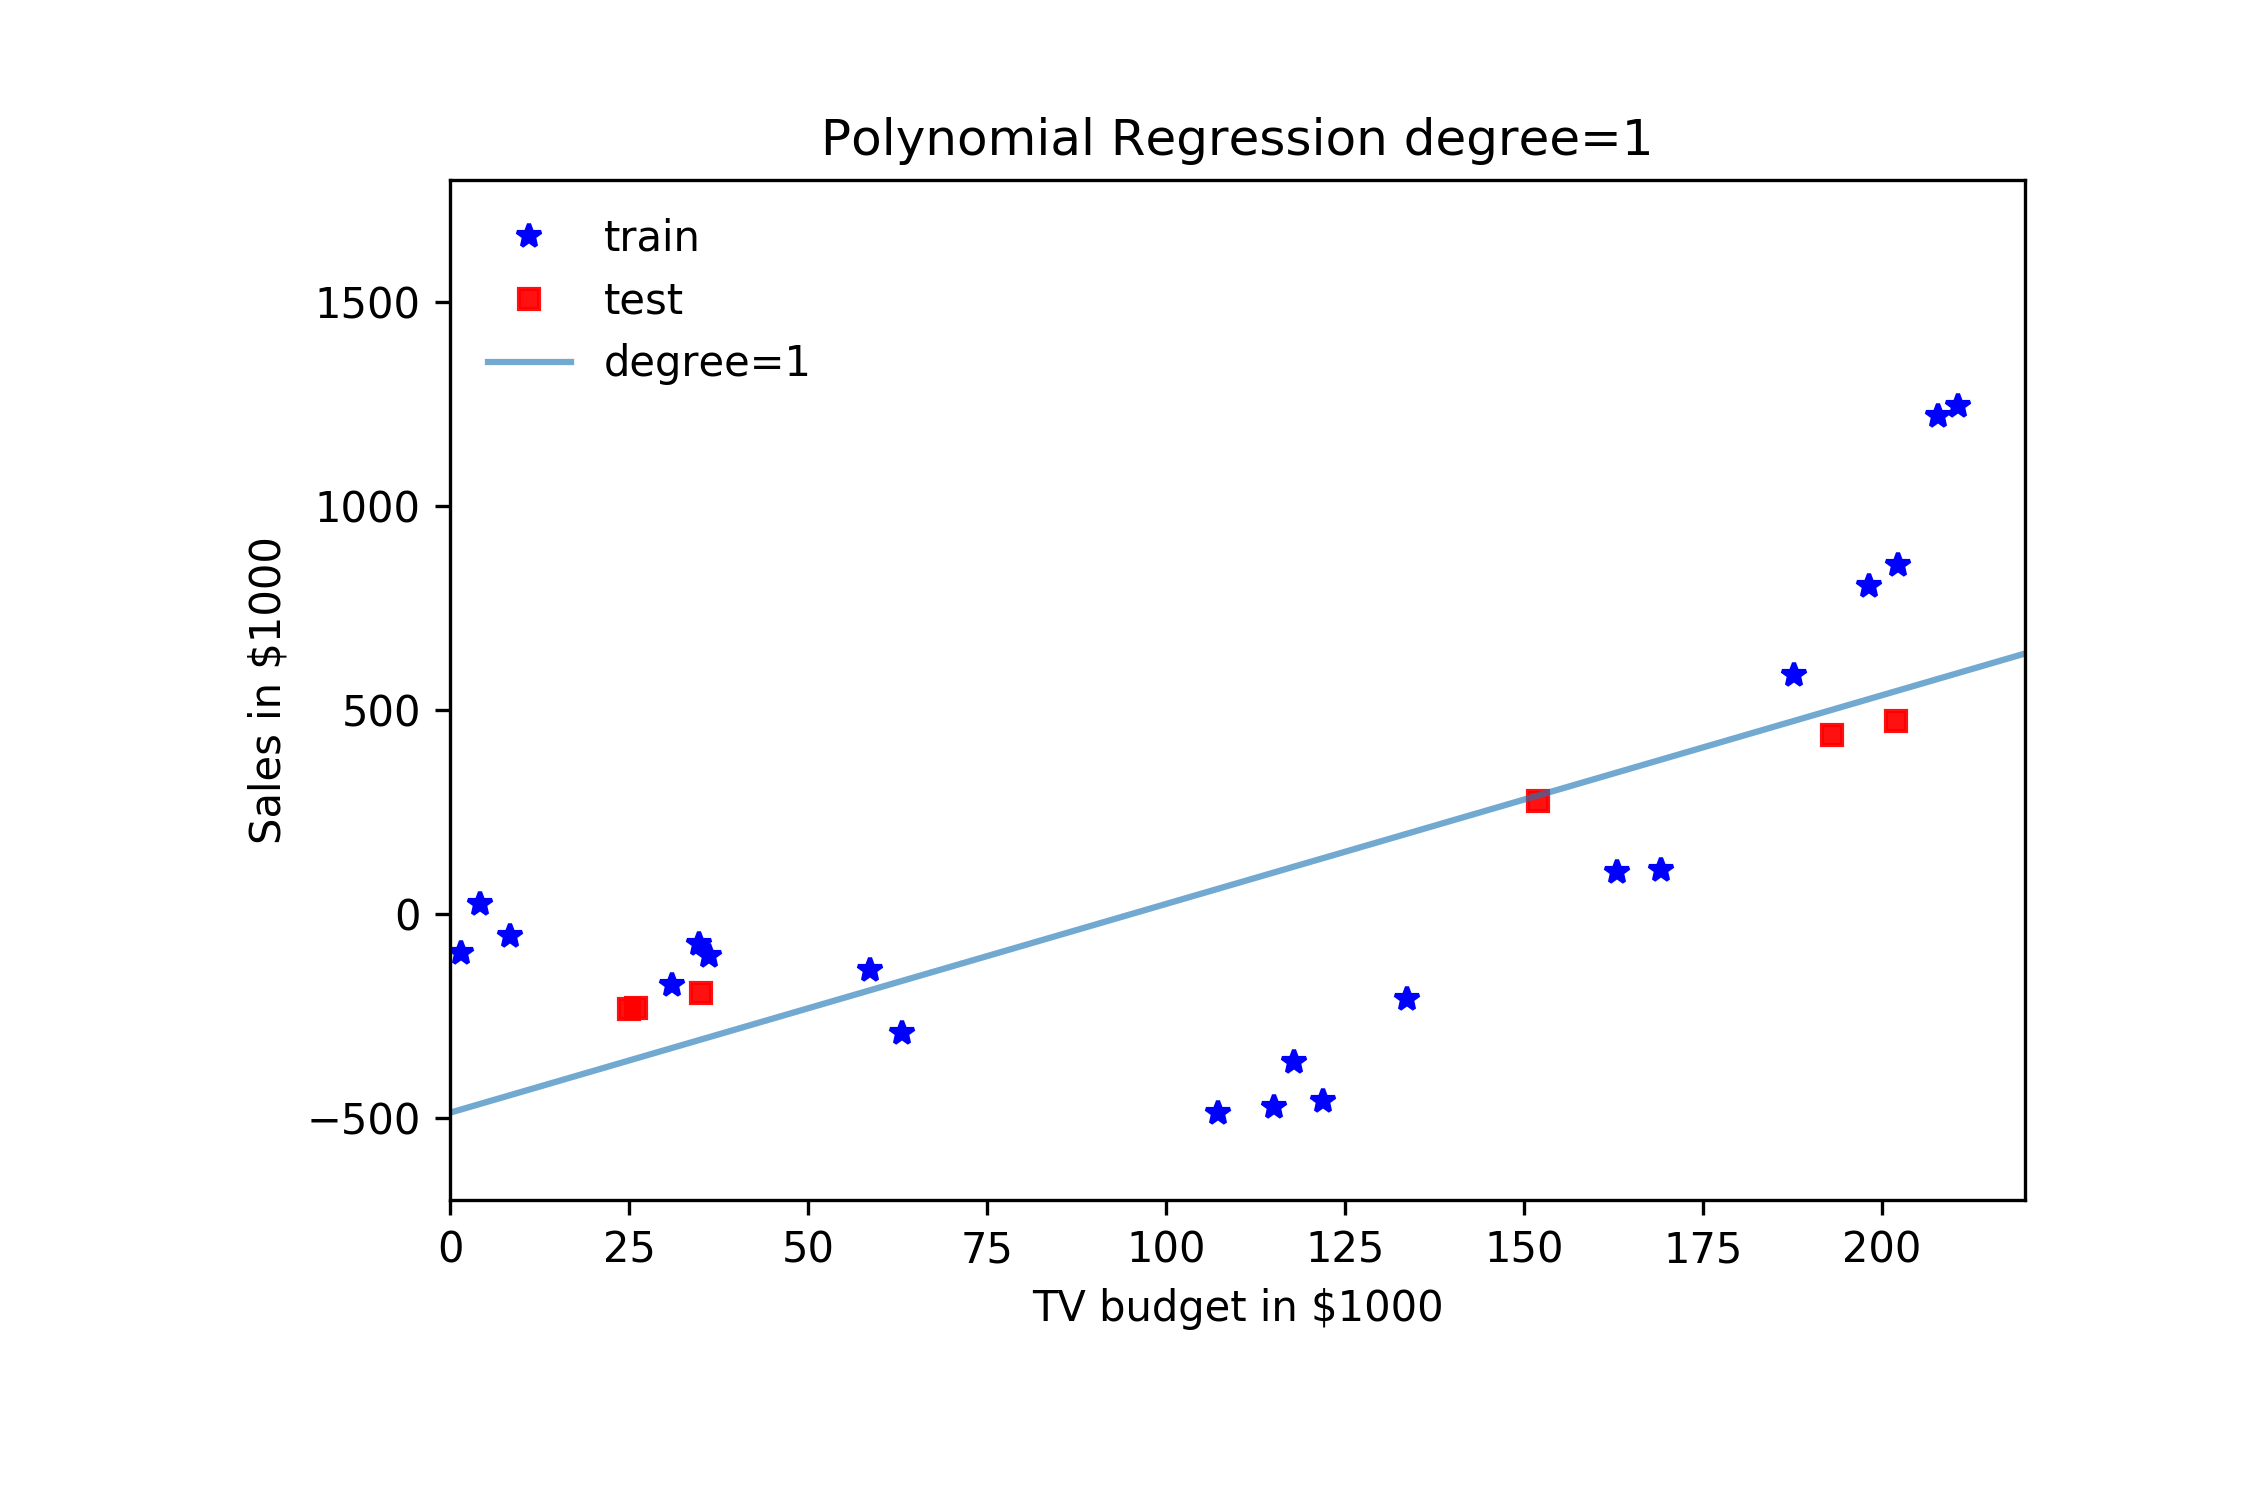 Polynomial Regression degree=1
train
test
degree=1
1500
1000
500
0
−500
Sales in $1000
0 25 50 75 100 125 150 175 200
TV budget in $1000